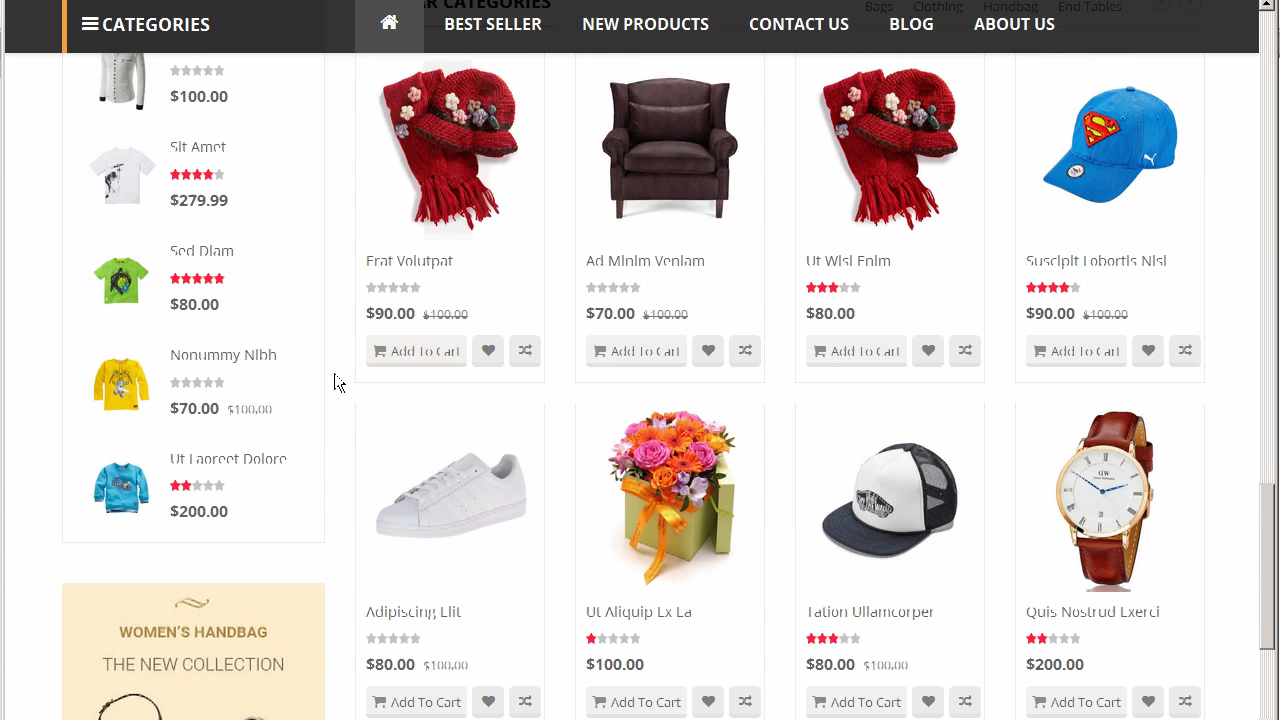 AR CATEGORIES
Bags Clothing Handbag End Tables
CATEGORIES
BEST SELLER NEW PRODUCTS CONTACT US BLOG ABOUT US
$100.00
Sit Amet
$279.99
Sed Diam
$80.00
Nonummy Nibh
$70.00 $100.00
Ut Laoreet Dolore
$200.00
WOMEN'S HANDBAG
THE NEW COLLECTION
Erat Volutpat
$90.00 $100.00
Add To Cart
Ad Minim Veniam
$70.00 $100.00
Add To Cart
Ut Wisi Enim
$80.00
Add To Cart
Suscipit Lobortis Nisl
$90.00 $100.00
Add To Cart
Adipiscing Elit
$80.00 $100.00
Add To Cart
Ut Aliquip Ex Ea
$100.00
Add To Cart
Tation Ullamcorper
$80.00 $100.00
Add To Cart
DW
Quis Nostrud Exerci
$200.00
Add To Cart